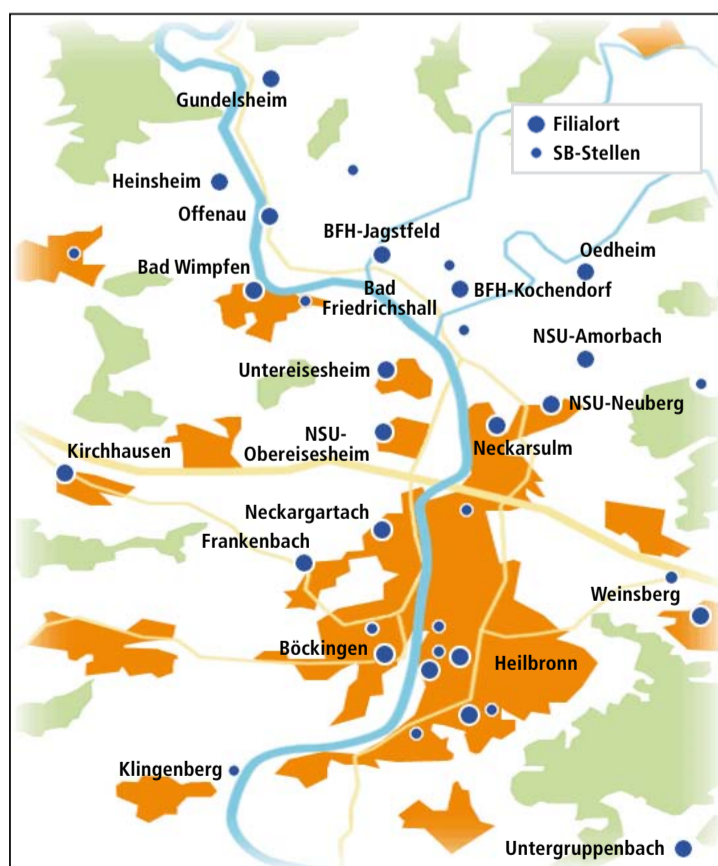 Gundelsheim
Filialort
SB-Stellen
Heinsheim
Offenau
BFH-Jagstfeld
Oedheim
Bad Wimpfen
Bad
Friedrichshall
BFH-Kochendorf
NSU-Amorbach
Untereisesheim
NSU-Neuberg
NSU-
Obereisesheim
Neckarsulm
Kirchhausen
Neckargartach
Frankenbach
Weinsberg
Böckingen
Heilbronn
Klingenberg
Untergruppenbach